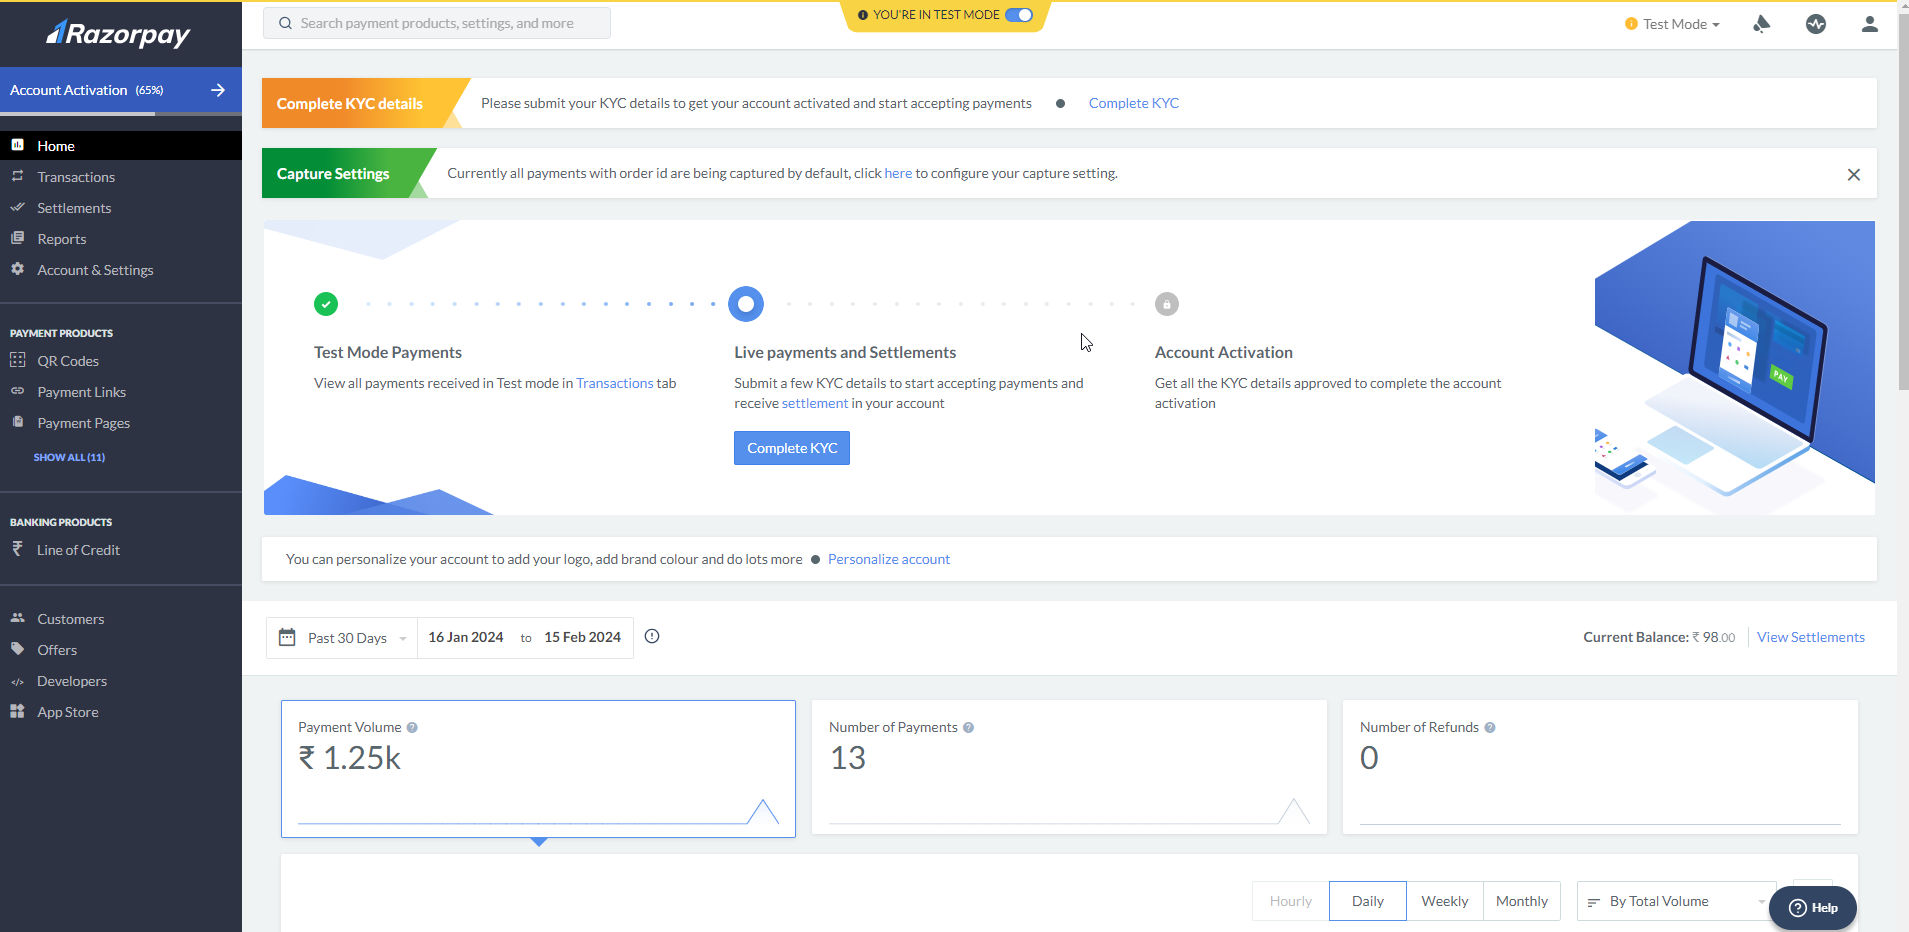 Razorpay
Search payment products, settings, and more
YOU'RE IN TEST MODE
Test Mode
Account Activation (65%)
Home
Transactions
Settlements
Reports
Account & Settings
PAYMENT PRODUCTS
QR Codes
Payment Links
Payment Pages
SHOW ALL (11)
BANKING PRODUCTS
Line of Credit
Customers
Offers
Developers
App Store
Complete KYC details
Please submit your KYC details to get your account activated and start accepting payments ● Complete KYC
Capture Settings
Currently all payments with order id are being captured by default, click here to configure your capture setting.
Test Mode Payments
View all payments received in Test mode in Transactions tab
Live payments and Settlements
Submit a few KYC details to start accepting payments and
receive settlement in your account
Complete KYC
Account Activation
Get all the KYC details approved to complete the account
activation
PAY
You can personalize your account to add your logo, add brand colour and do lots more ● Personalize account
Past 30 Days
16 Jan 2024 to 15 Feb 2024
Current Balance: ₹ 98.00
View Settlements
Payment Volume
₹ 1.25k
Number of Payments
13
Number of Refunds
0
Hourly Daily Weekly Monthly
By Total Volume
Help